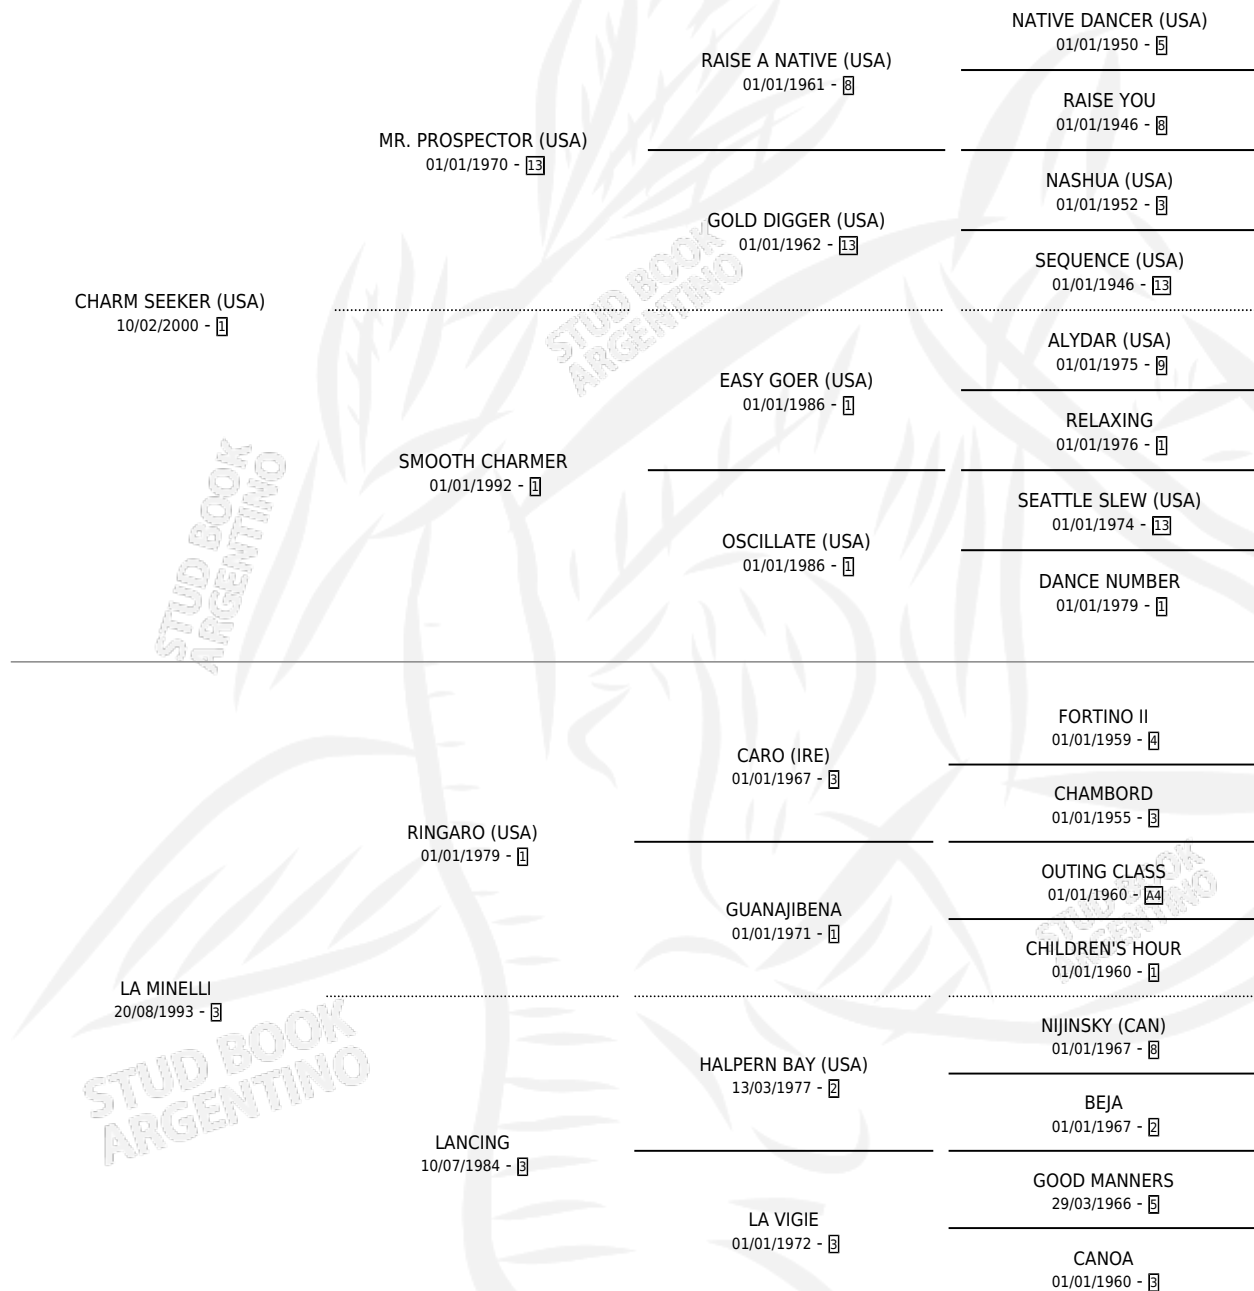 NATIVE DANCER (USA)
01/01/1950 - 5
RAISE A NATIVE (USA)
01/01/1961 - 8
RAISE YOU
01/01/1946 - 8
MR. PROSPECTOR (USA)
01/01/1970 - 13
NASHUA (USA)
01/01/1952 - 3
GOLD DIGGER (USA)
01/01/1962 - 13
SEQUENCE (USA)
01/01/1946 - 13
CHARM SEEKER (USA)
10/02/2000 - 1
STUD BOOK
ARGENTINO
ALYDAR (USA)
01/01/1975 - 9
EASY GOER (USA)
01/01/1986 - 1
RELAXING
01/01/1976 - 1
SMOOTH CHARMER
01/01/1992 - 1
SEATTLE SLEW (USA)
01/01/1974 - 13
OSCILLATE (USA)
01/01/1986 - 1
DANCE NUMBER
01/01/1979 - 1
STUD BOOK
ARGENTINO
FORTINO II
01/01/1959 - 4
CARO (IRE)
01/01/1967 - 3
CHAMBORD
01/01/1955 - 3
RINGARO (USA)
01/01/1979 - 1
OUTING CLASS
01/01/1960 - A4
GUANAJIBENA
01/01/1971 - 1
STUD BOOK
ARGENTINO
CHILDREN'S HOUR
01/01/1960 - 1
LA MINELLI
20/08/1993 - 3
NIJINSKY (CAN)
01/01/1967 - 8
HALPERN BAY (USA)
13/03/1977 - 2
STUD BOOK
ARGENTINO
BEJA
01/01/1967 - 2
LANCING
10/07/1984 - 3
GOOD MANNERS
29/03/1966 - 5
LA VIGIE
01/01/1972 - 3
CANOA
01/01/1960 - 3